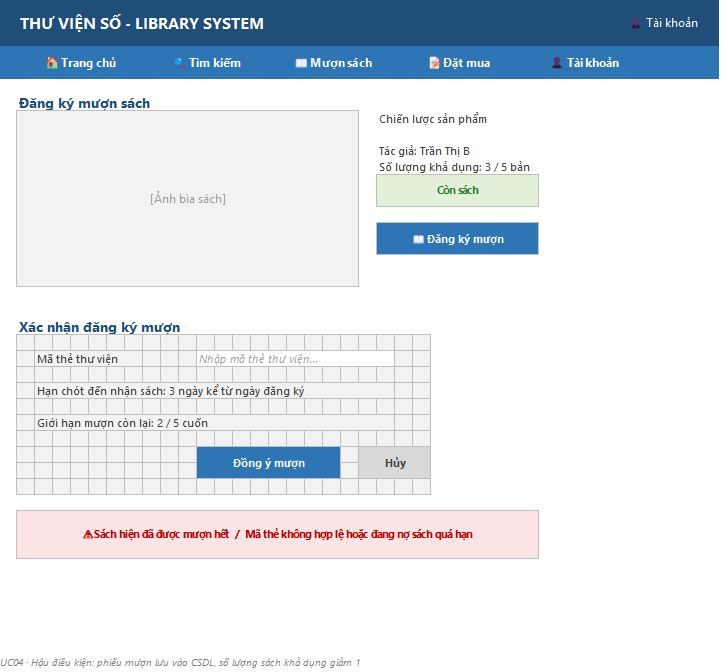 THƯ VIỆN SỐ - LIBRARY SYSTEM
Tài khoản
Trang chủ
Tìm kiếm
Mượn sách
Đặt mua
Tài khoản
Đăng ký mượn sách
[Ảnh bìa sách]
Chiến lược sản phẩm
Tác giả: Trần Thị B
Số lượng khả dụng: 3 / 5 bản
Còn sách
Đăng ký mượn
Xác nhận đăng ký mượn
Mã thẻ thư viện
Nhập mã thẻ thư viện...
Hạn chót đến nhận sách: 3 ngày kể từ ngày đăng ký
Giới hạn mượn còn lại: 2 / 5 cuốn
Đồng ý mượn
Hủy
⚠Sách hiện đã được mượn hết / Mã thẻ không hợp lệ hoặc đang nợ sách quá hạn
UC04 · Hậu điều kiện: phiếu mượn lưu vào CSDL, số lượng sách khả dụng giảm 1